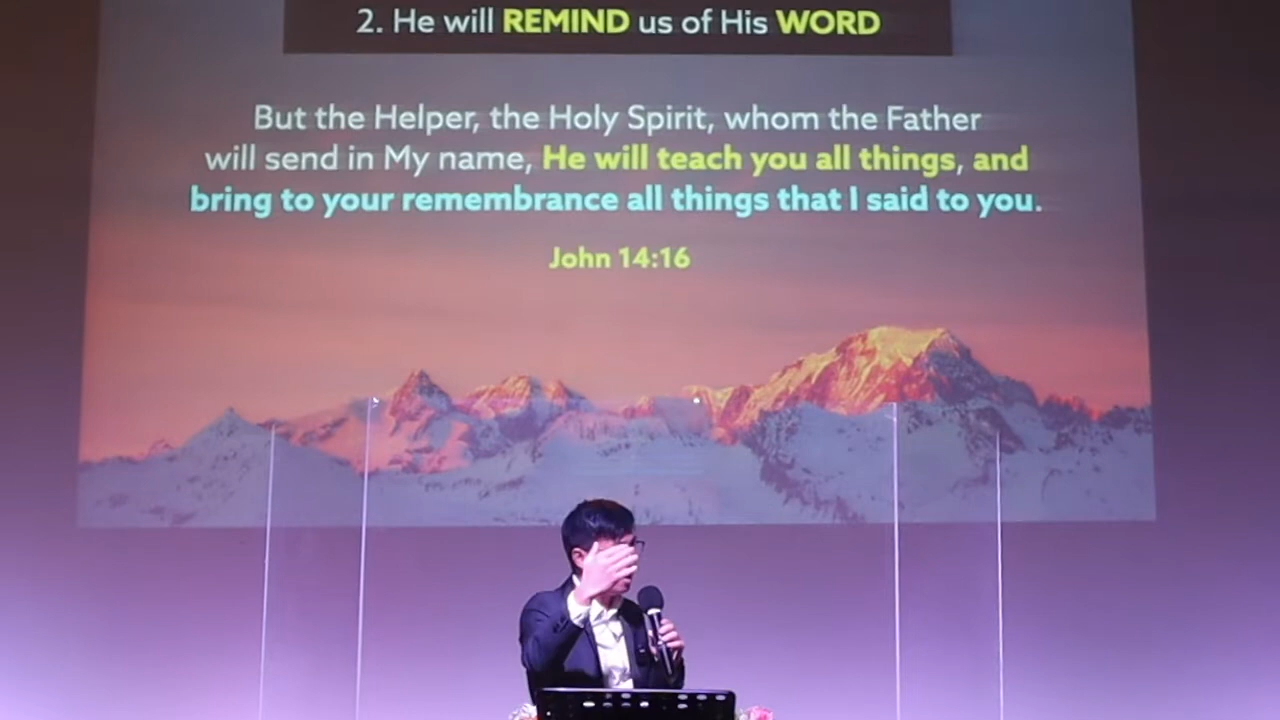 2. He will REMIND us of His WORD
But the Helper, the Holy Spirit, whom the Father
will send in My name, He will teach you all things, and
bring to your remembrance all things that I said to you.
John 14:16